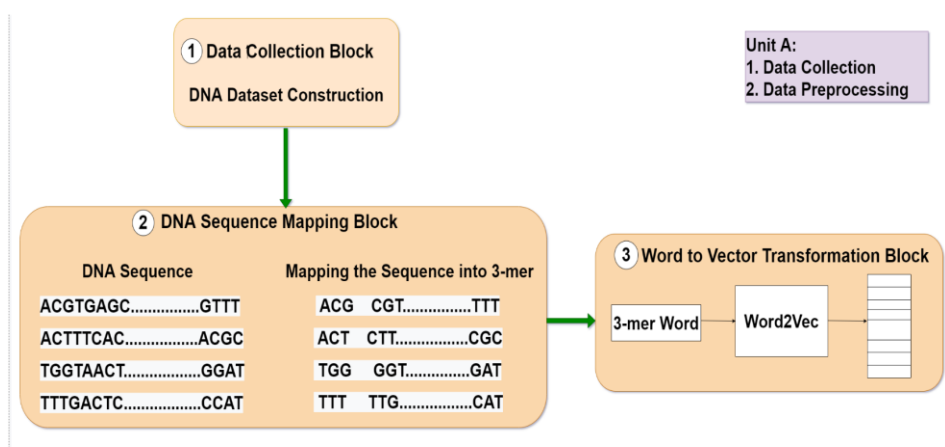 1 Data Collection Block
DNA Dataset Construction
Unit A:
1. Data Collection
2. Data Preprocessing
2 DNA Sequence Mapping Block
DNA Sequence
ACGTGAGC................GTTT
ACTTTCAC................ACGC
TGGTAACT..................GGAT
TTTGACTC..................CCAT
Mapping the Sequence into 3-mer
ACG CGT................TTT
ACT CTT.................CGC
TGG GGT................GAT
TTT TTG.................CAT
3 Word to Vector Transformation Block
3-mer Word
Word2Vec